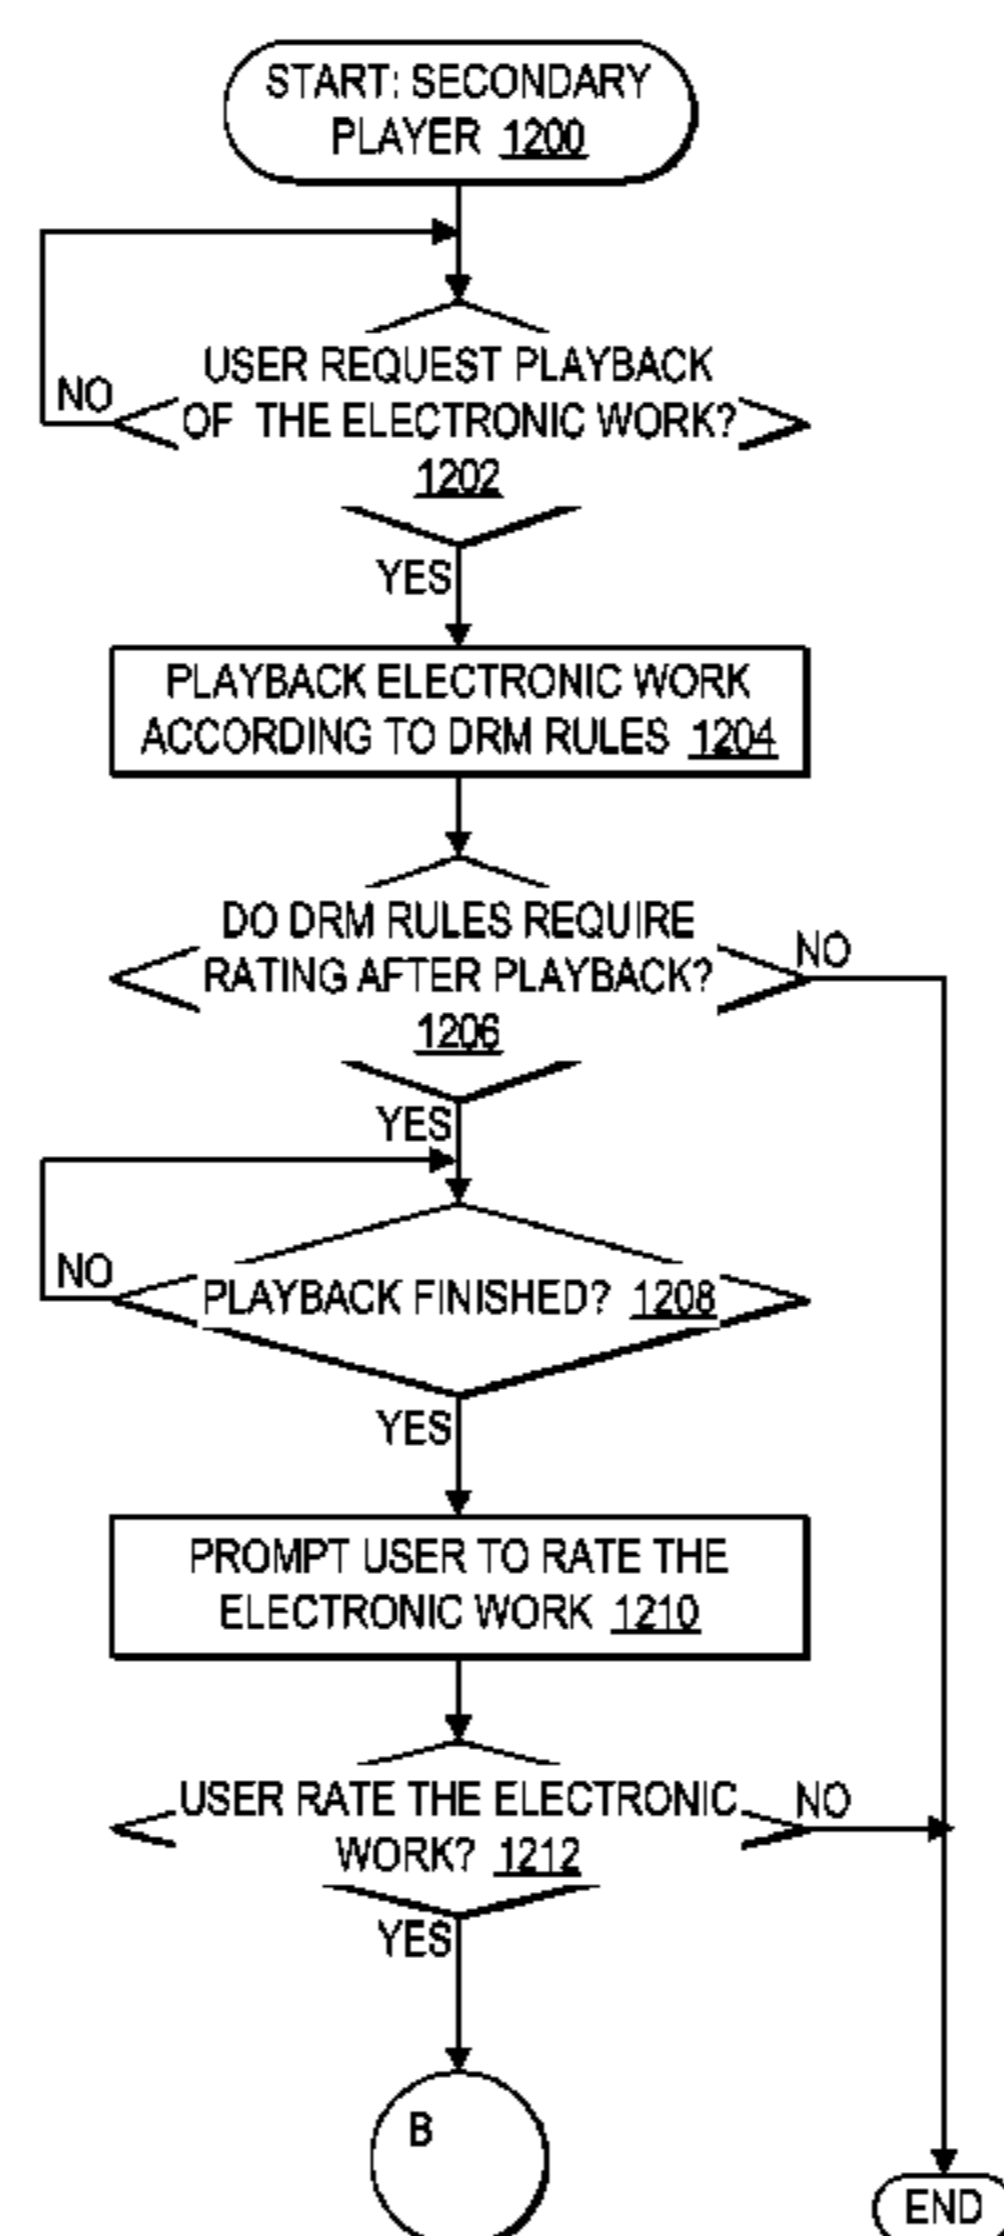 START: SECONDARY
PLAYER 1200
USER REQUEST PLAYBACK
OF THE ELECTRONIC WORK?
1202
NO
YES
PLAYBACK ELECTRONIC WORK
ACCORDING TO DRM RULES 1204
DO DRM RULES REQUIRE
RATING AFTER PLAYBACK?
1206
NO
YES
PLAYBACK FINISHED? 1208
NO
YES
PROMPT USER TO RATE THE
ELECTRONIC WORK 1210
USER RATE THE ELECTRONIC
WORK? 1212
NO
YES
B
END